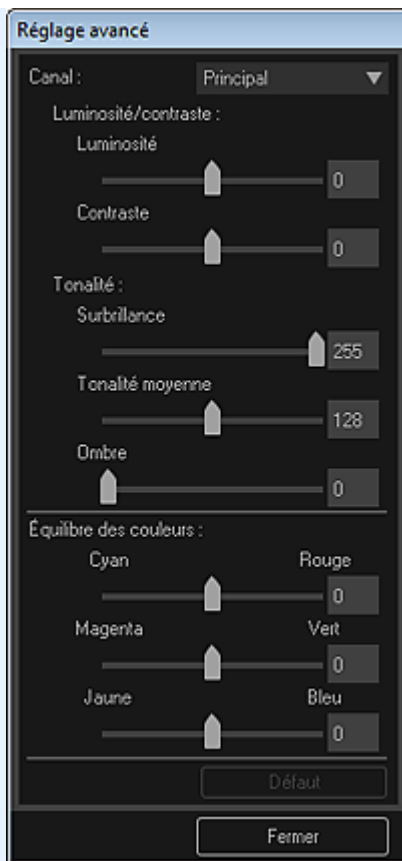 Réglage avancé
Canal : Principal
Luminosité/contraste :
Luminosité
0
Contraste
0
Tonalité :
Surbrillance
255
Tonalité moyenne
128
Ombre
0
Équilibre des couleurs :
Cyan Rouge
0
Magenta Vert
0
Jaune Bleu
0
Défaut
Fermer